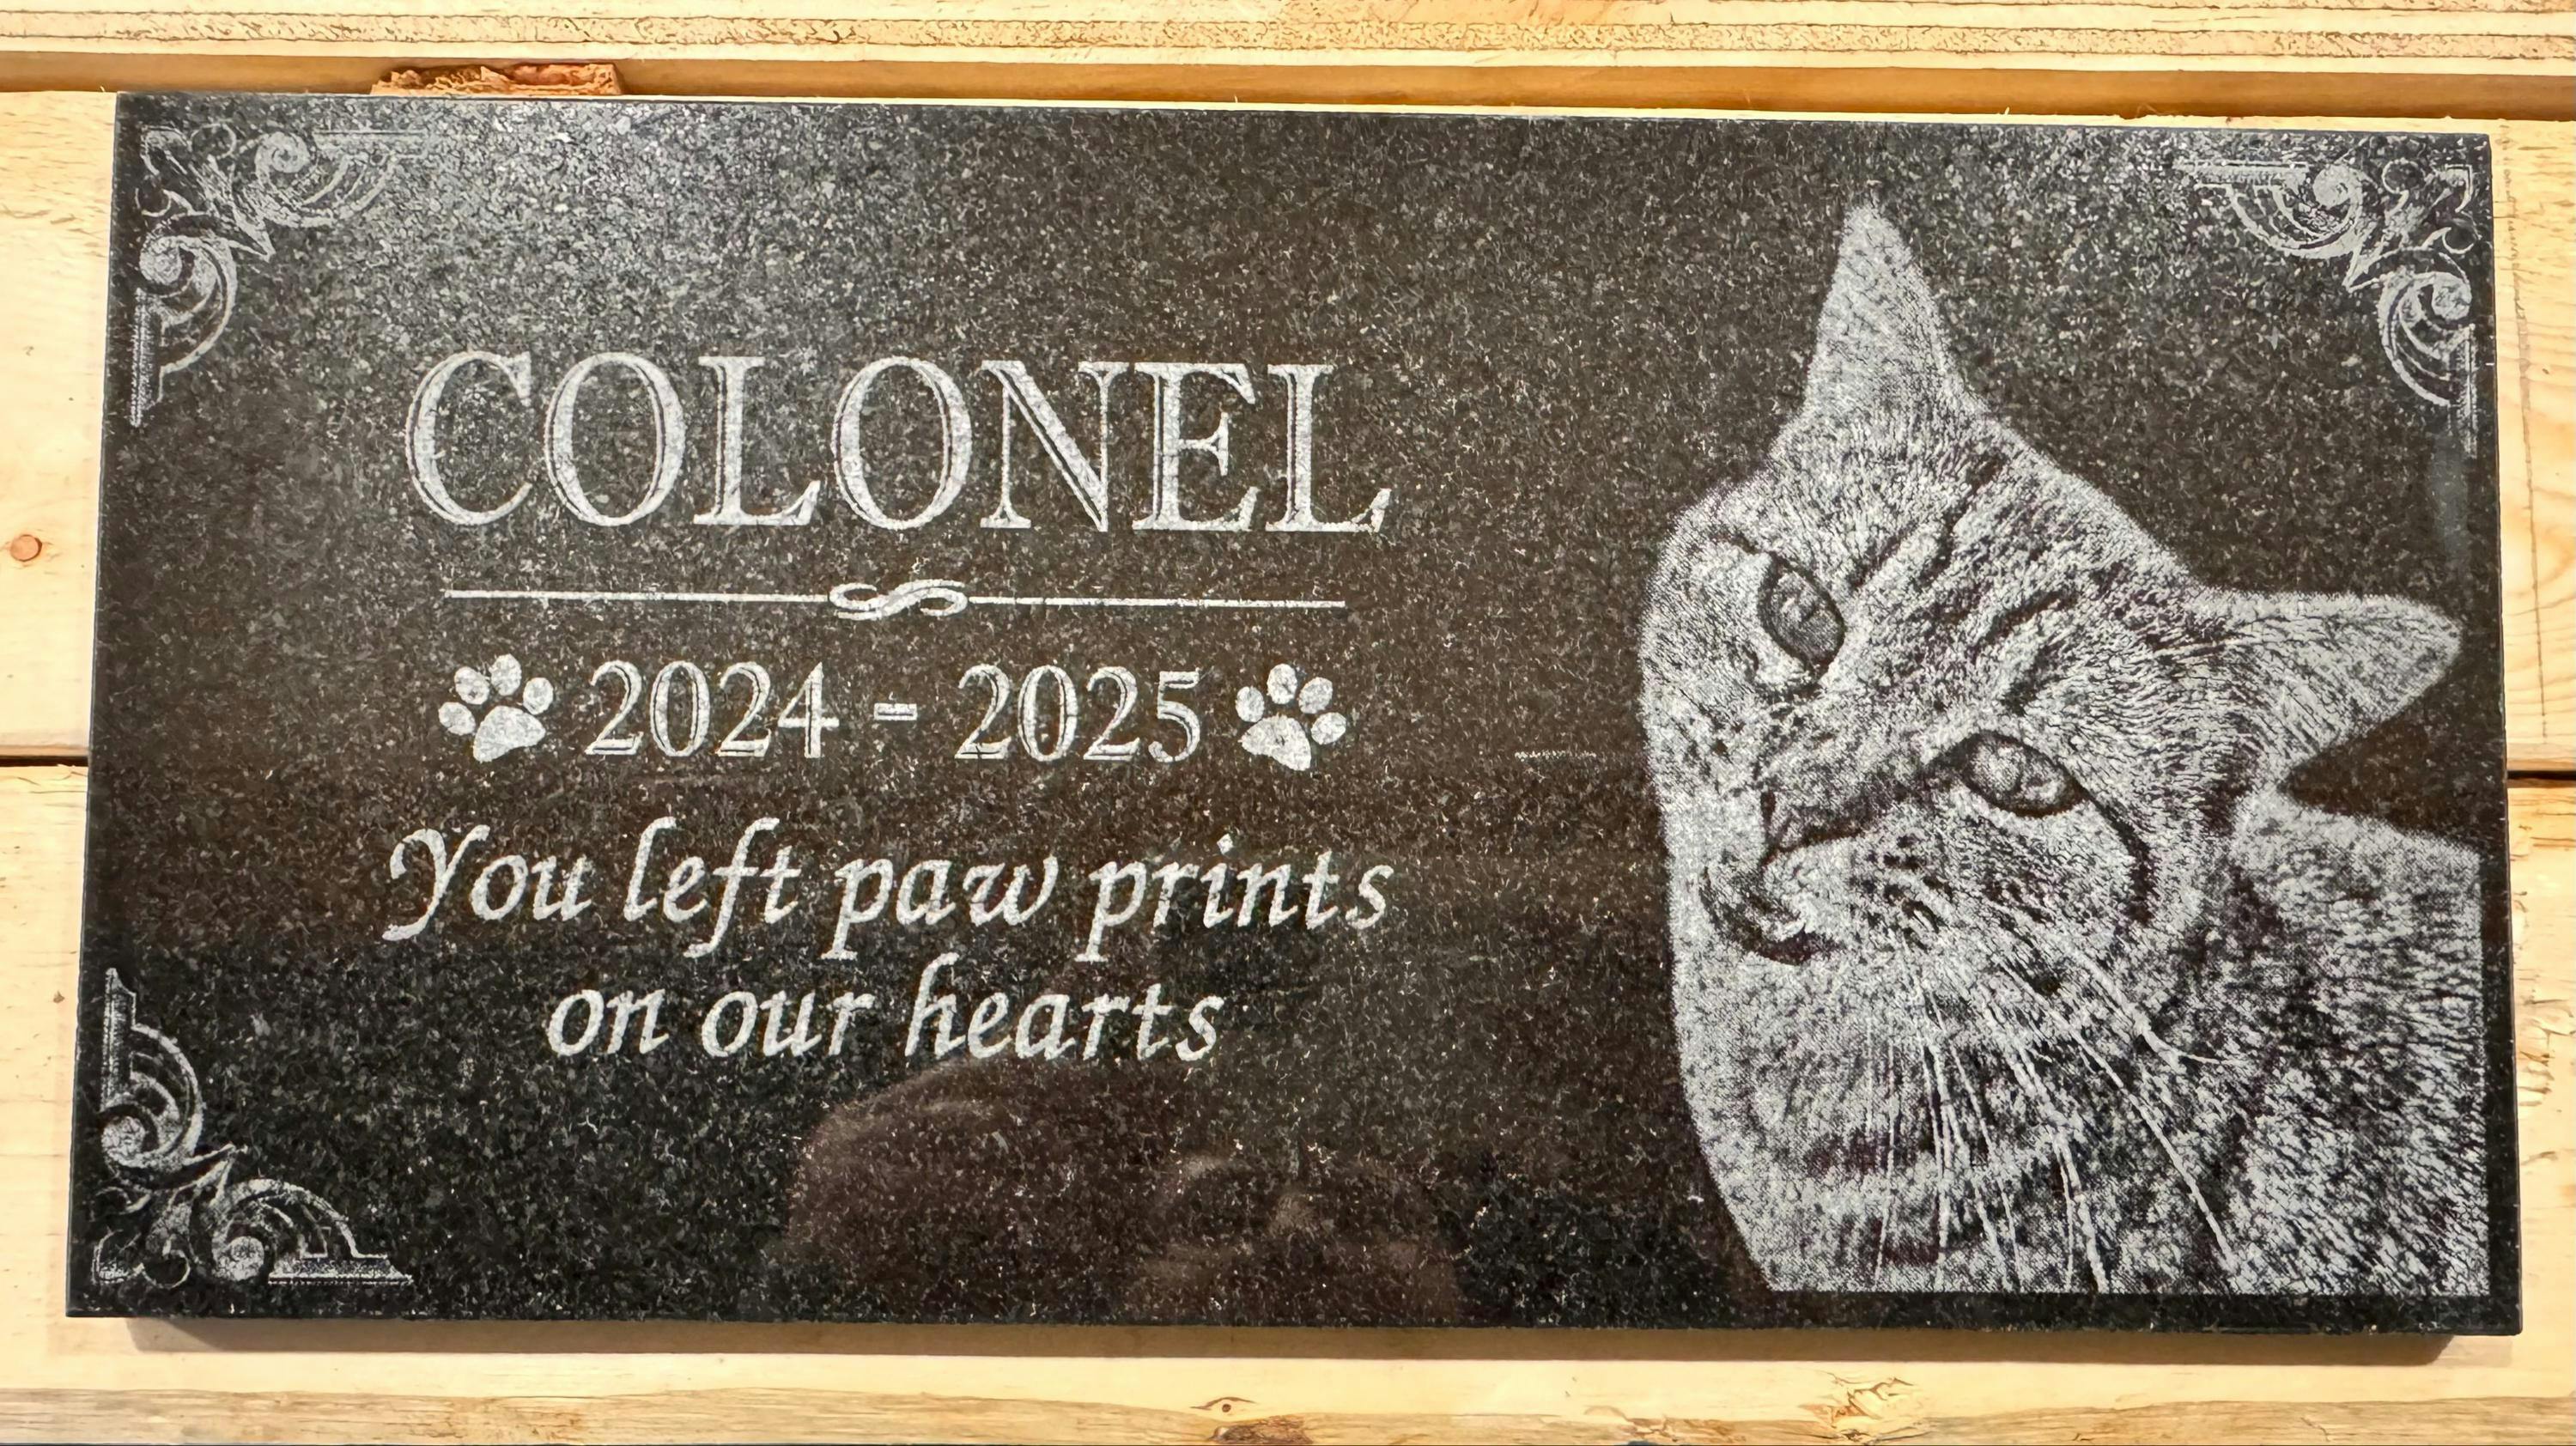 COLONEL
2024 - 2025
You left paw prints
on our hearts